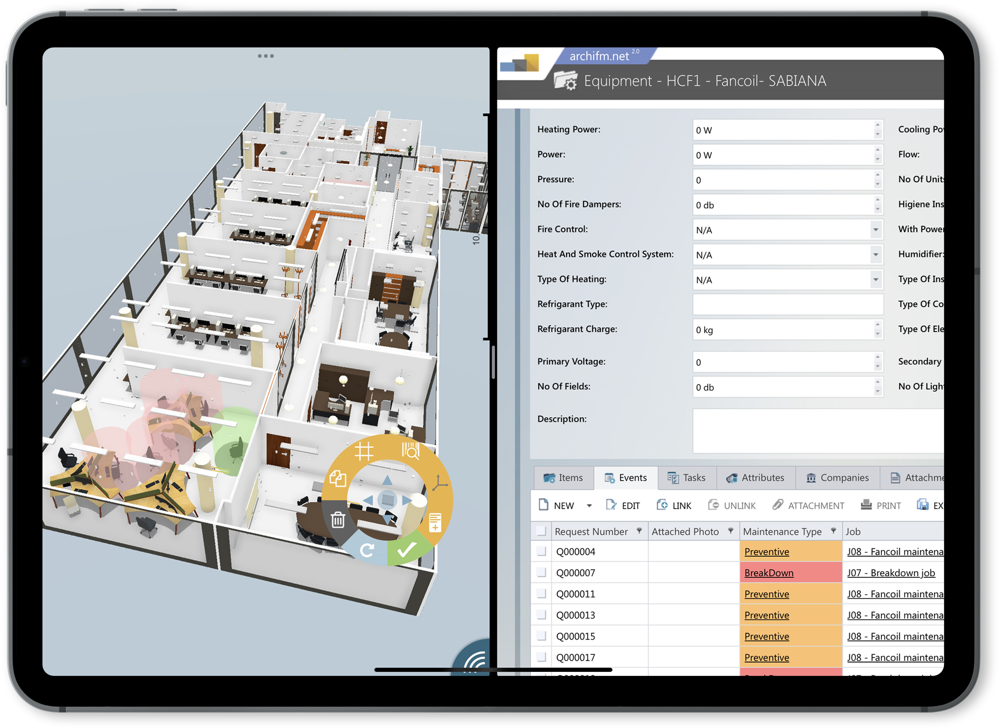 10.
archifm.net 2.0
Equipment - HCF1 - Fancoil- SABIANA
Heating Power: 0 W Cooling Pov
Power: 0 W Flow:
Pressure: 0 No Of Units
No Of Fire Dampers: 0 db Higiene Ins
Fire Control: N/A With Power
Heat And Smoke Control System: N/A Humidifier:
Type Of Heating: N/A Type Of Ins
Refrigarant Type: Type Of Co
Refrigarant Charge: 0 kg Type Of Ele
Primary Voltage: 0 Secondary
No Of Fields: 0 db No Of Ligh
Description:
Items Events Tasks Attributes Companies Attachme
NEW EDIT LINK UNLINK ATTACHMENT PRINT EX
Request Number Attached Photo Maintenance Type Job
Q000004 Preventive J08 - Fancoil maintena
Q000007 BreakDown J07 - Breakdown job
Q000011 Preventive J08 - Fancoil maintena
Q000013 Preventive J08 - Fancoil maintena
Q000015 Preventive J08 - Fancoil maintena
Q000017 Preventive J08 - Fancoil maintena